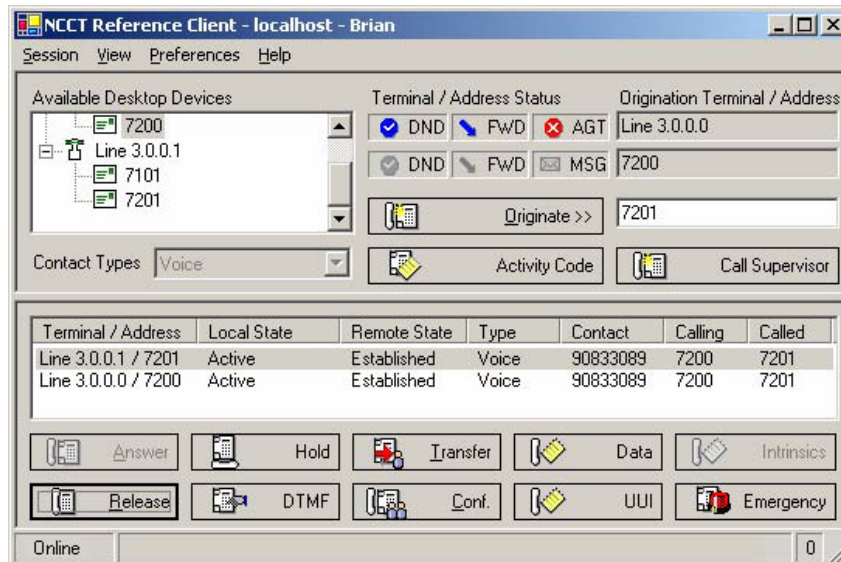 NCCT Reference Client - localhost - Brian
Session View Preferences Help
Available Desktop Devices
7200
Line 3.0.0.1
7101
7201
Contact Types Voice
Terminal / Address Status
DND FWD AGT
DND FWD MSG
Origination Terminal / Address
Line 3.0.0.0
7200
Originate >> 7201
Activity Code Call Supervisor
Terminal / Address Local State Remote State Type Contact Calling Called
Line 3.0.0.1 / 7201 Active Established Voice 90833089 7200 7201
Line 3.0.0.0 / 7200 Active Established Voice 90833089 7200 7201
Answer Hold Transfer Data Intrinsics
Release DTMF Conf. UUI Emergency
Online 0